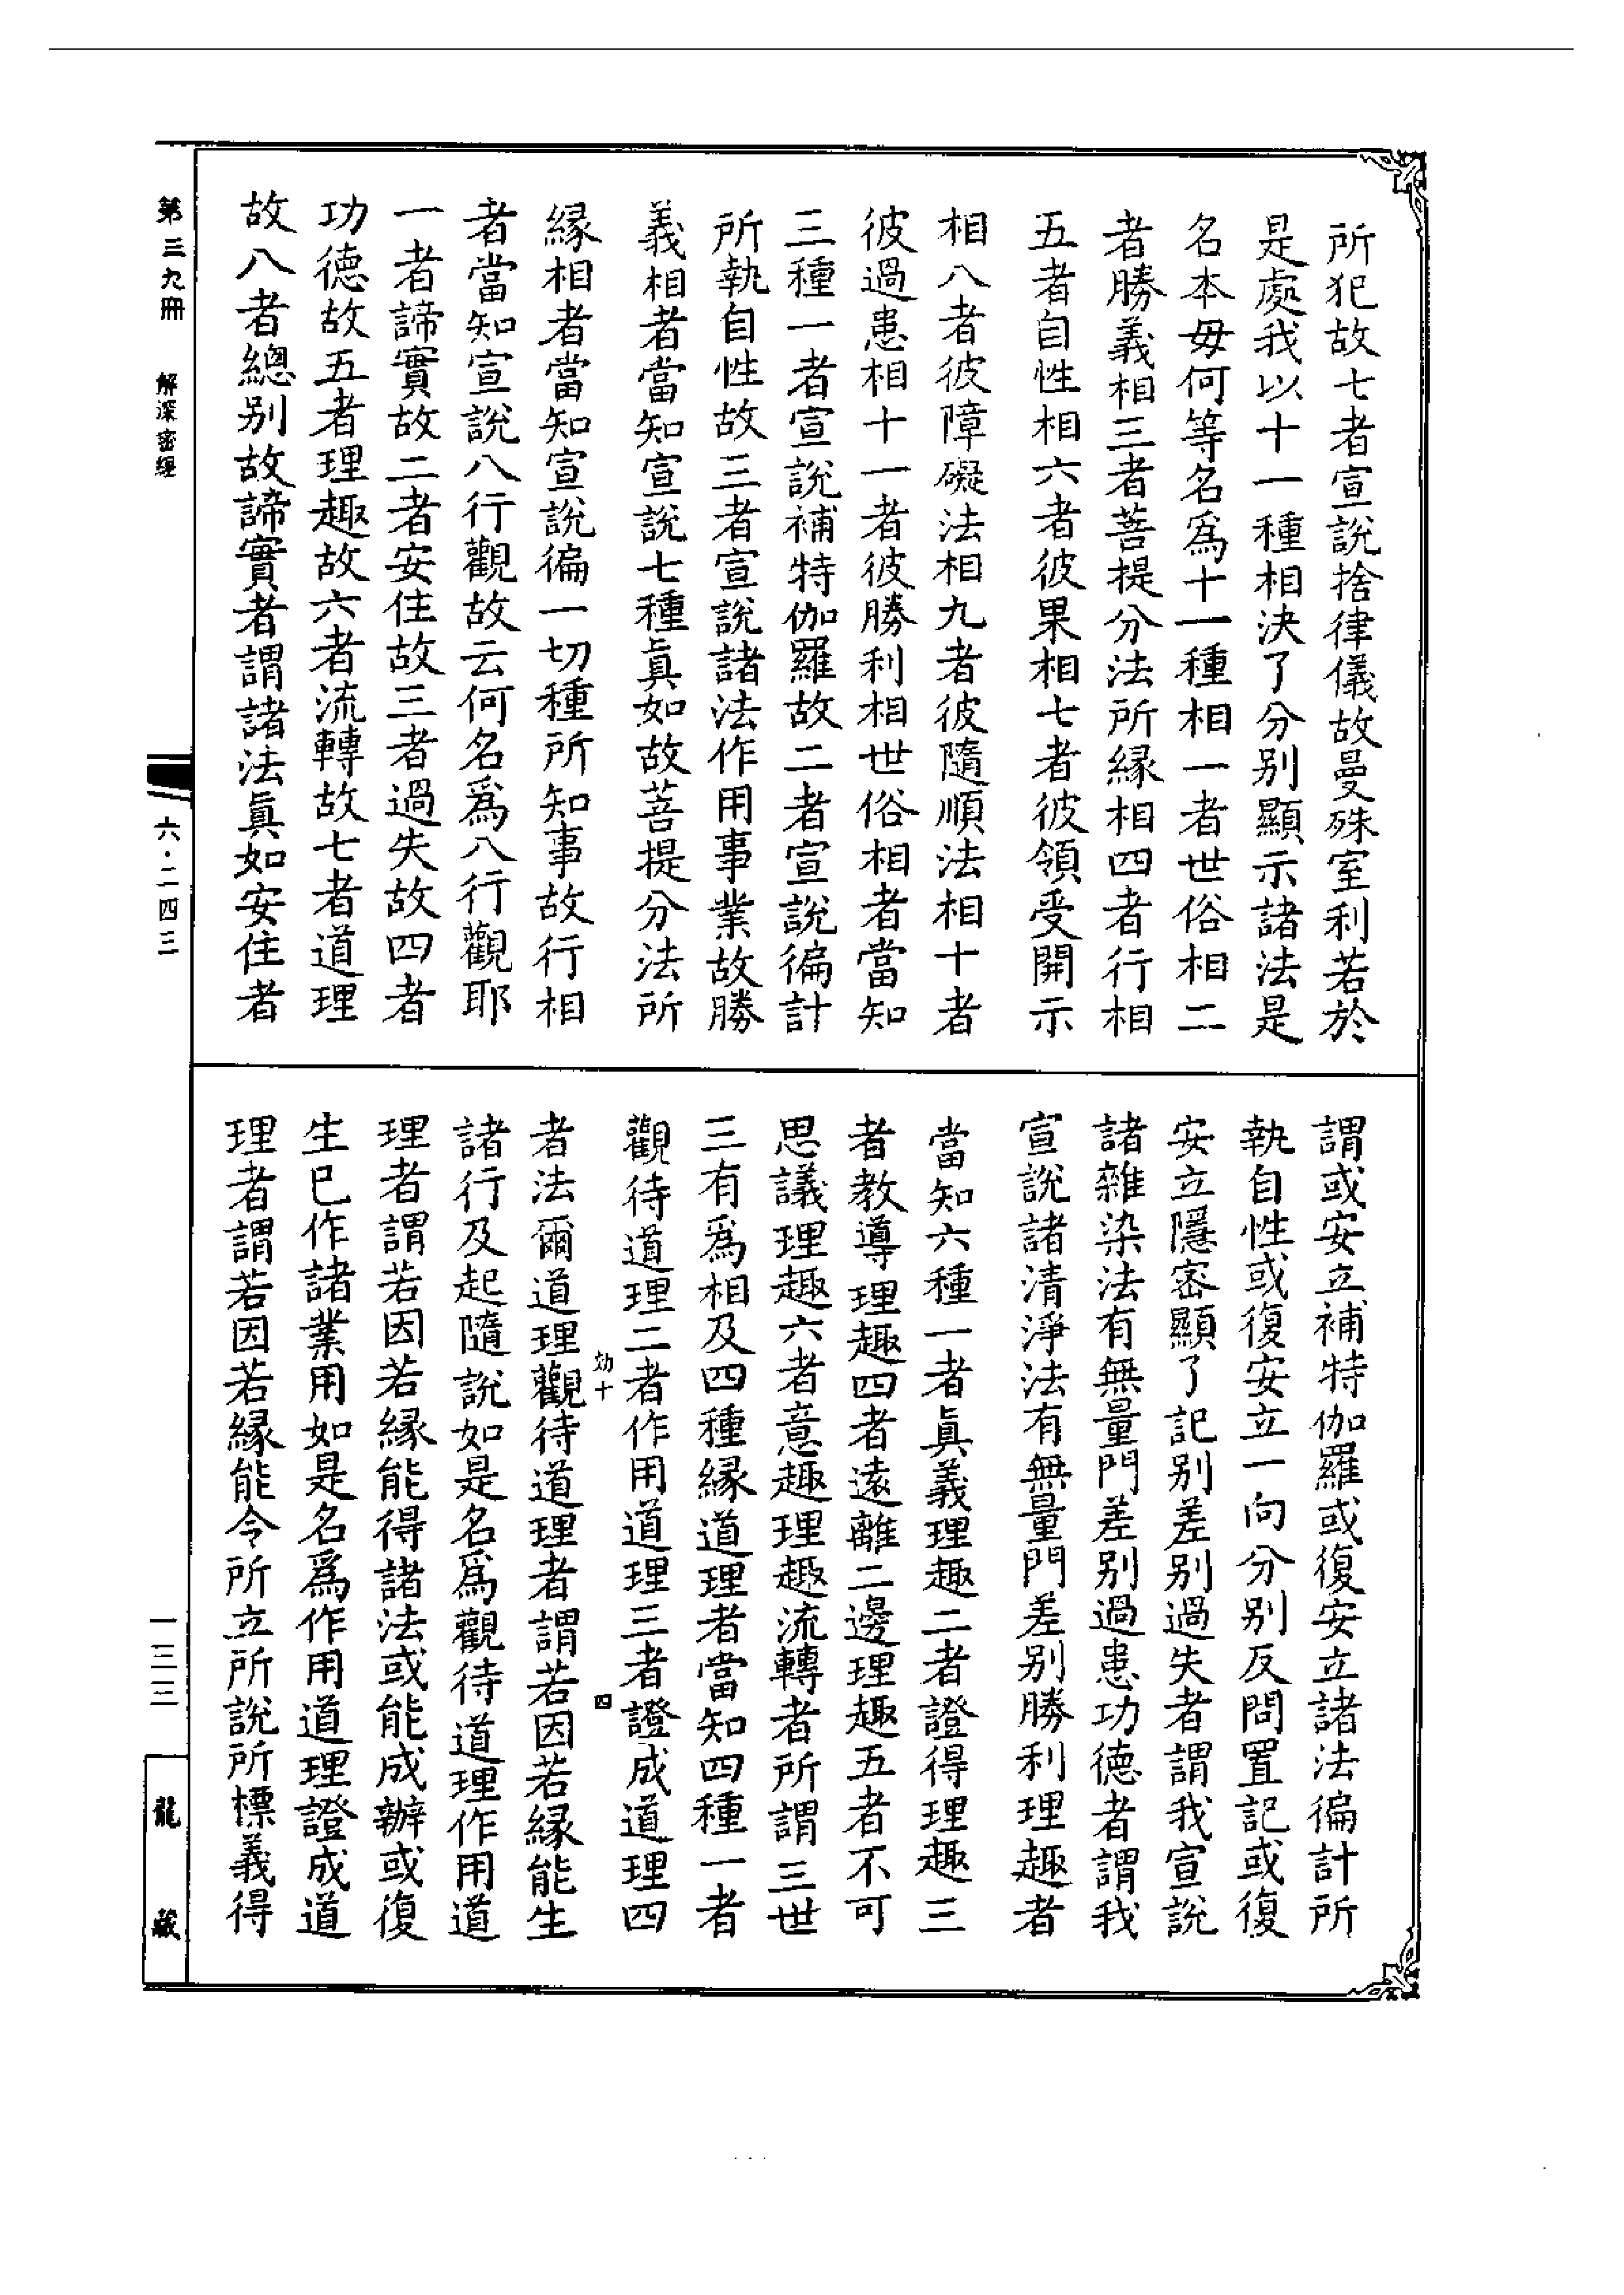 所犯故七者宣說捨律儀故曼殊室利若於
是處我以十一種相決了分別顯示諸法是
名本毋何等名爲十一種相一者世俗相二
者勝義相三者菩提分法所縁相四者行相
五者自性相六者彼果相七者彼領受開示
相八者彼障礙法相九者彼隨順法相十者
彼過患相十一者彼勝利相世俗相者當知
三種一者宣說補特伽羅故二者宣說徧計
所執自性故三者宣說諸法作用事業故勝
義相者當知宣說七種眞如故菩提分法所
縁相者當知宣說徧一切種所知事故行相
者當知宣說八行觀故云何名爲八行觀耶
一者諦實故二者安住故三者過失故四者
功德故五者理趣故六者流轉故七者道理
故八者總别故諦實者謂諸法眞如安住者
謂或安立補特伽羅或復安立諸法徧計所
執自性或復安立一向分別反問置記或復
安立隱密顯了記别差别過失者謂我宣說
諸雜染法有無量門差别過患功德者謂我
宣說諸清淨法有無量門差别勝利理趣者
當知六種一者眞義理趣二者證得理趣三
者教導理趣四者遠離二邊理趣五者不可
思議理趣六者意趣理趣流轉者所謂三世
三有爲相及四種縁道理者當知四種一者
觀待道理二者作用道理三者證成道理四
効十
四
者法爾道理觀待道理者謂若因若縁能生
諸行及起隨說如是名爲觀待道理作用道
理者謂若因若縁能得諸法或能成辦或復
生已作諸業用如是名爲作用道理證成道
理者謂若因若縁能令所立所說所標義得
第三九冊
解深密經
六·二四三
一三三
龍藏